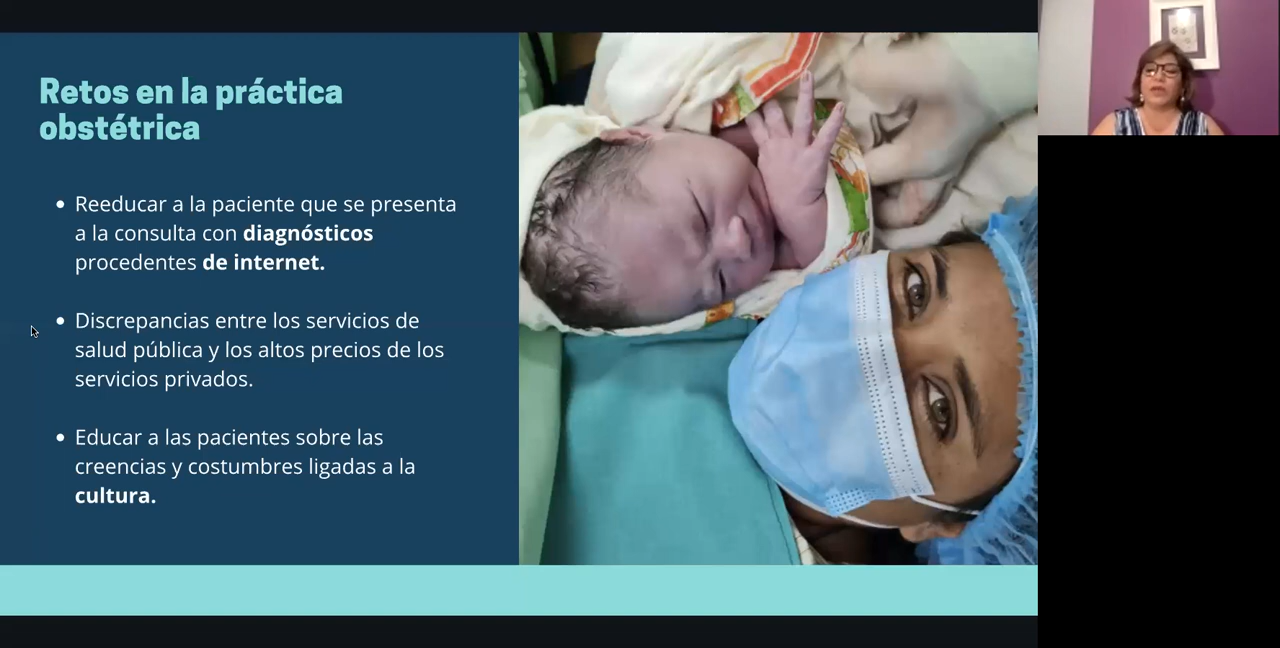 Retos en la práctica
obstétrica
• Reeducar a la paciente que se presenta
a la consulta con diagnósticos
procedentes de internet.
• Discrepancias entre los servicios de
salud pública y los altos precios de los
servicios privados.
• Educar a las pacientes sobre las
creencias y costumbres ligadas a la
cultura.